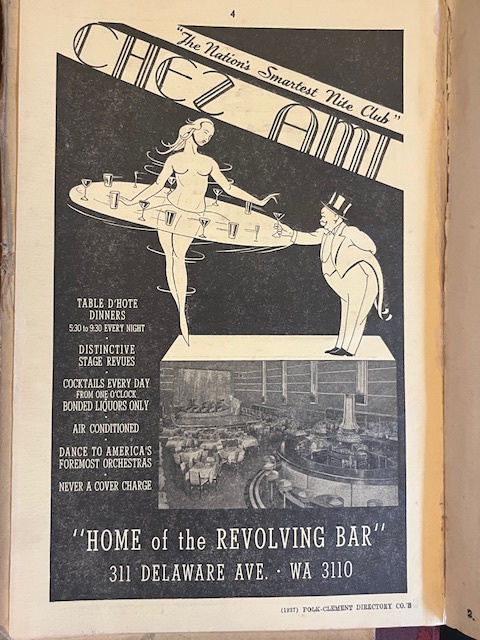 4
"The Nation's Smartest Nite Club"
CHEZ AMI
TABLE D'HOTE
DINNERS
5:30 to 9:30 EVERY NIGHT
DISTINCTIVE
STAGE REVUES
COCKTAILS EVERY DAY
FROM ONE O'CLOCK
BONDED LIQUORS ONLY
AIR CONDITIONED
DANCE TO AMERICA'S
FOREMOST ORCHESTRAS
NEVER A COVER CHARGE
"HOME of the REVOLVING BAR"
311 DELAWARE AVE. · WA 3110
(1937) POLK-CLEMENT DIRECTORY CO.'S
2.